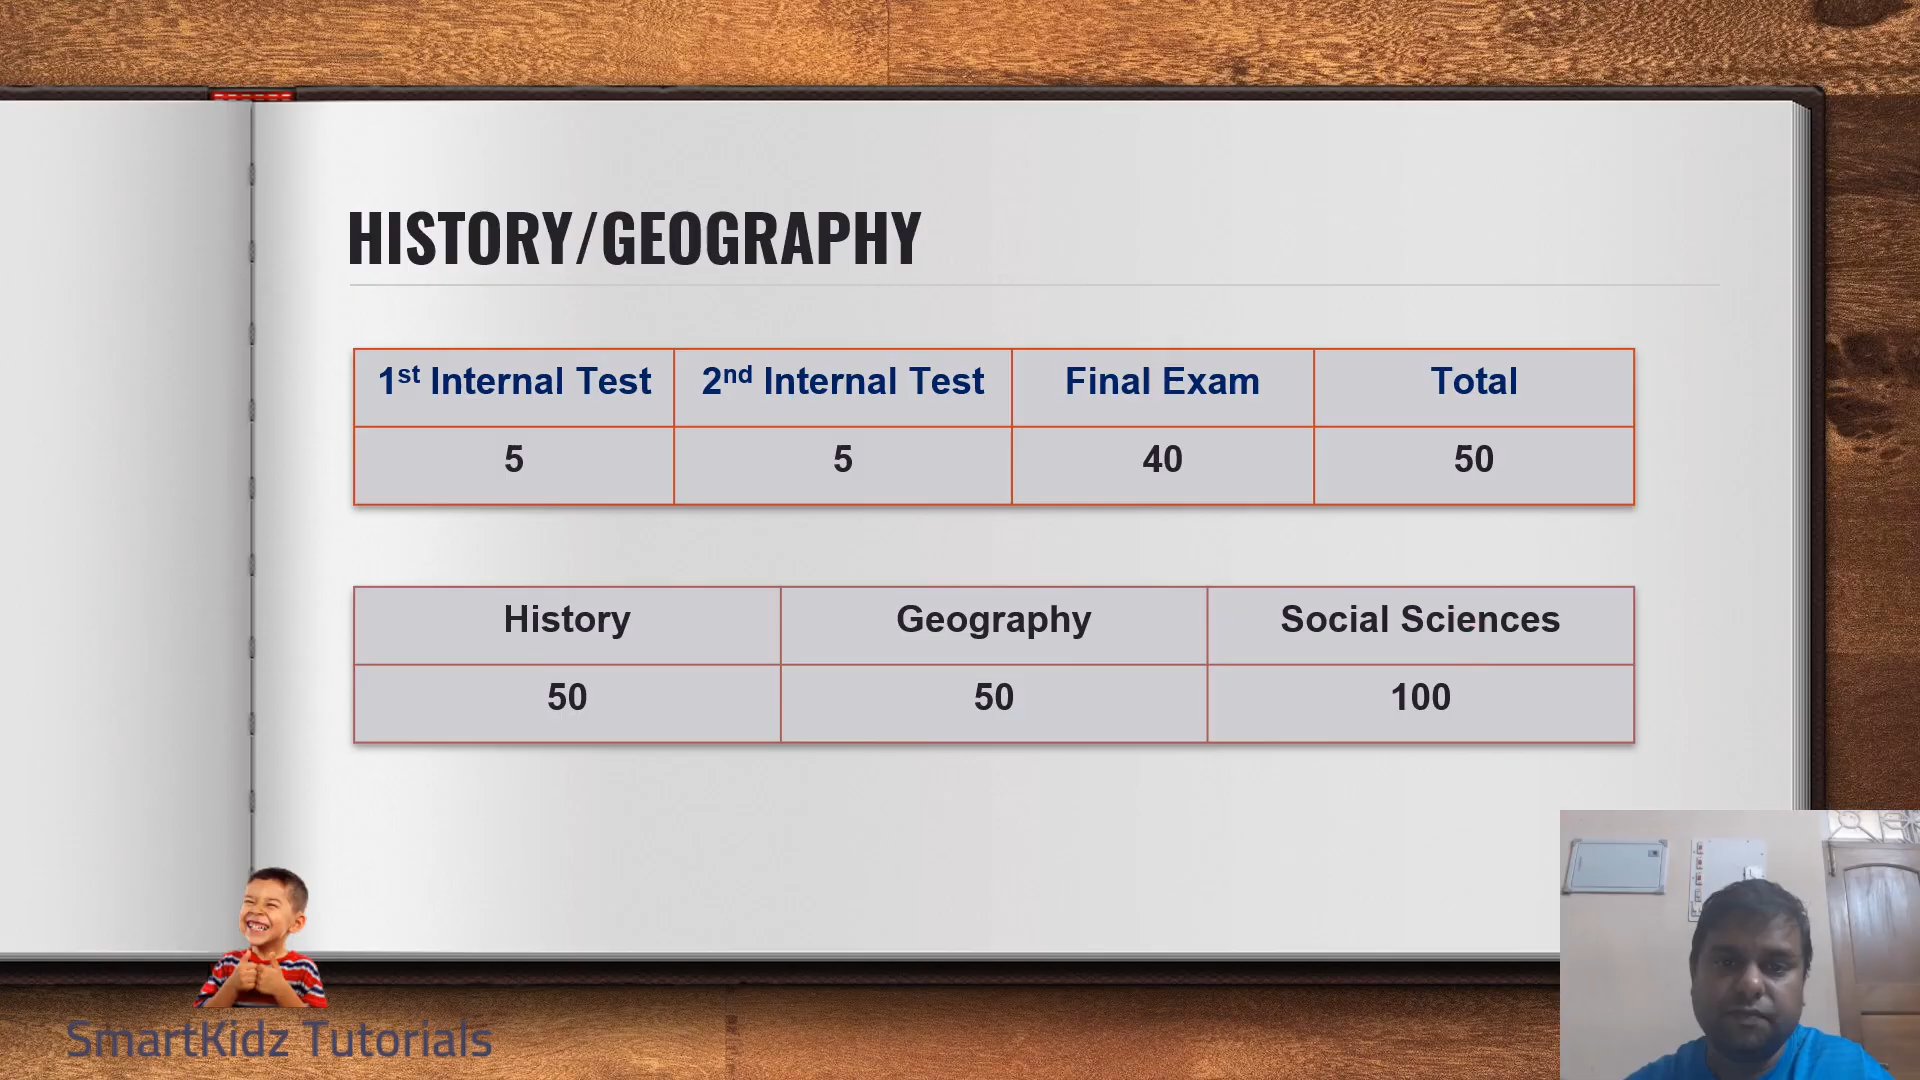 HISTORY/GEOGRAPHY
1st Internal Test 2nd Internal Test Final Exam Total
5 5 40 50
History Geography Social Sciences
50 50 100
SmartKidz Tutorials